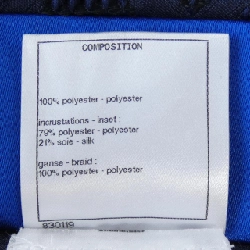 COMPOSITION
100% polyester - polyester
incrustations - inset :
79% polyester - polyester
21% soie - silk
ganse - braid :
100% polyester - polyester